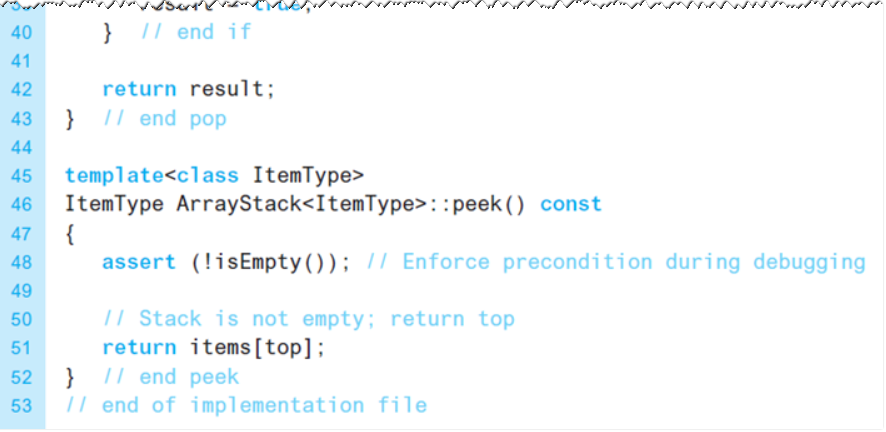 40 } // end if
41
42 return result;
43 } // end pop
44
45 template<class ItemType>
46 ItemType ArrayStack<ItemType>::peek() const
47 {
48 assert (!isEmpty()); // Enforce precondition during debugging
49
50 // Stack is not empty; return top
51 return items[top];
52 } // end peek
53 // end of implementation file